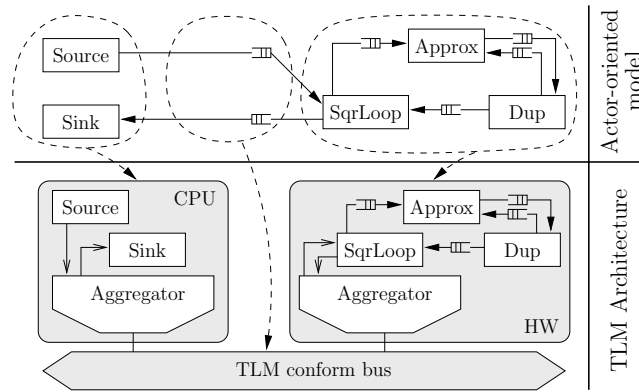 Source
Approx
Sink
SqrLoop
Dup
Actor-oriented
model
CPU
Source
Sink
Aggregator
Approx
SqrLoop
Dup
Aggregator
HW
TLM conform bus
TLM Architecture